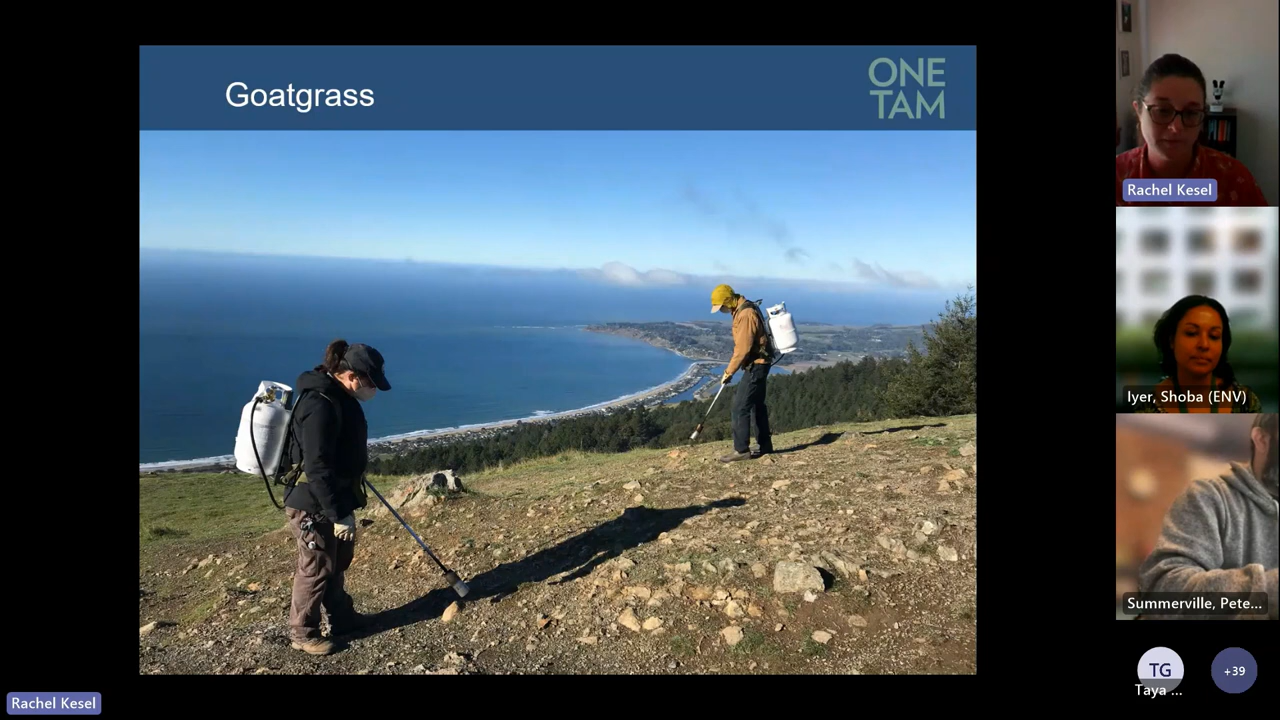 Goatgrass
ONE
TAM
Rachel Kesel
Iyer, Shoba (ENV)
Summerville, Pete...
TG
+39
Taya ...
Rachel Kesel